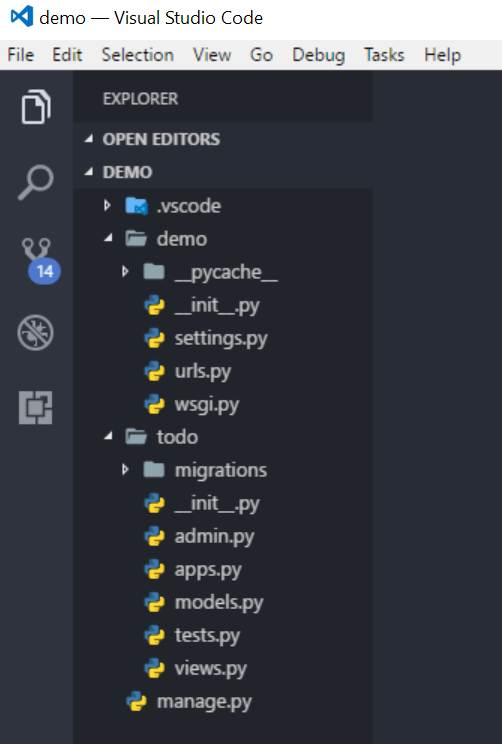 demo — Visual Studio Code
File Edit Selection View Go Debug Tasks Help
EXPLORER
OPEN EDITORS
DEMO
.vscode
demo
14
__pycache__
__init__.py
settings.py
urls.py
wsgi.py
todo
migrations
__init__.py
admin.py
apps.py
models.py
tests.py
views.py
manage.py